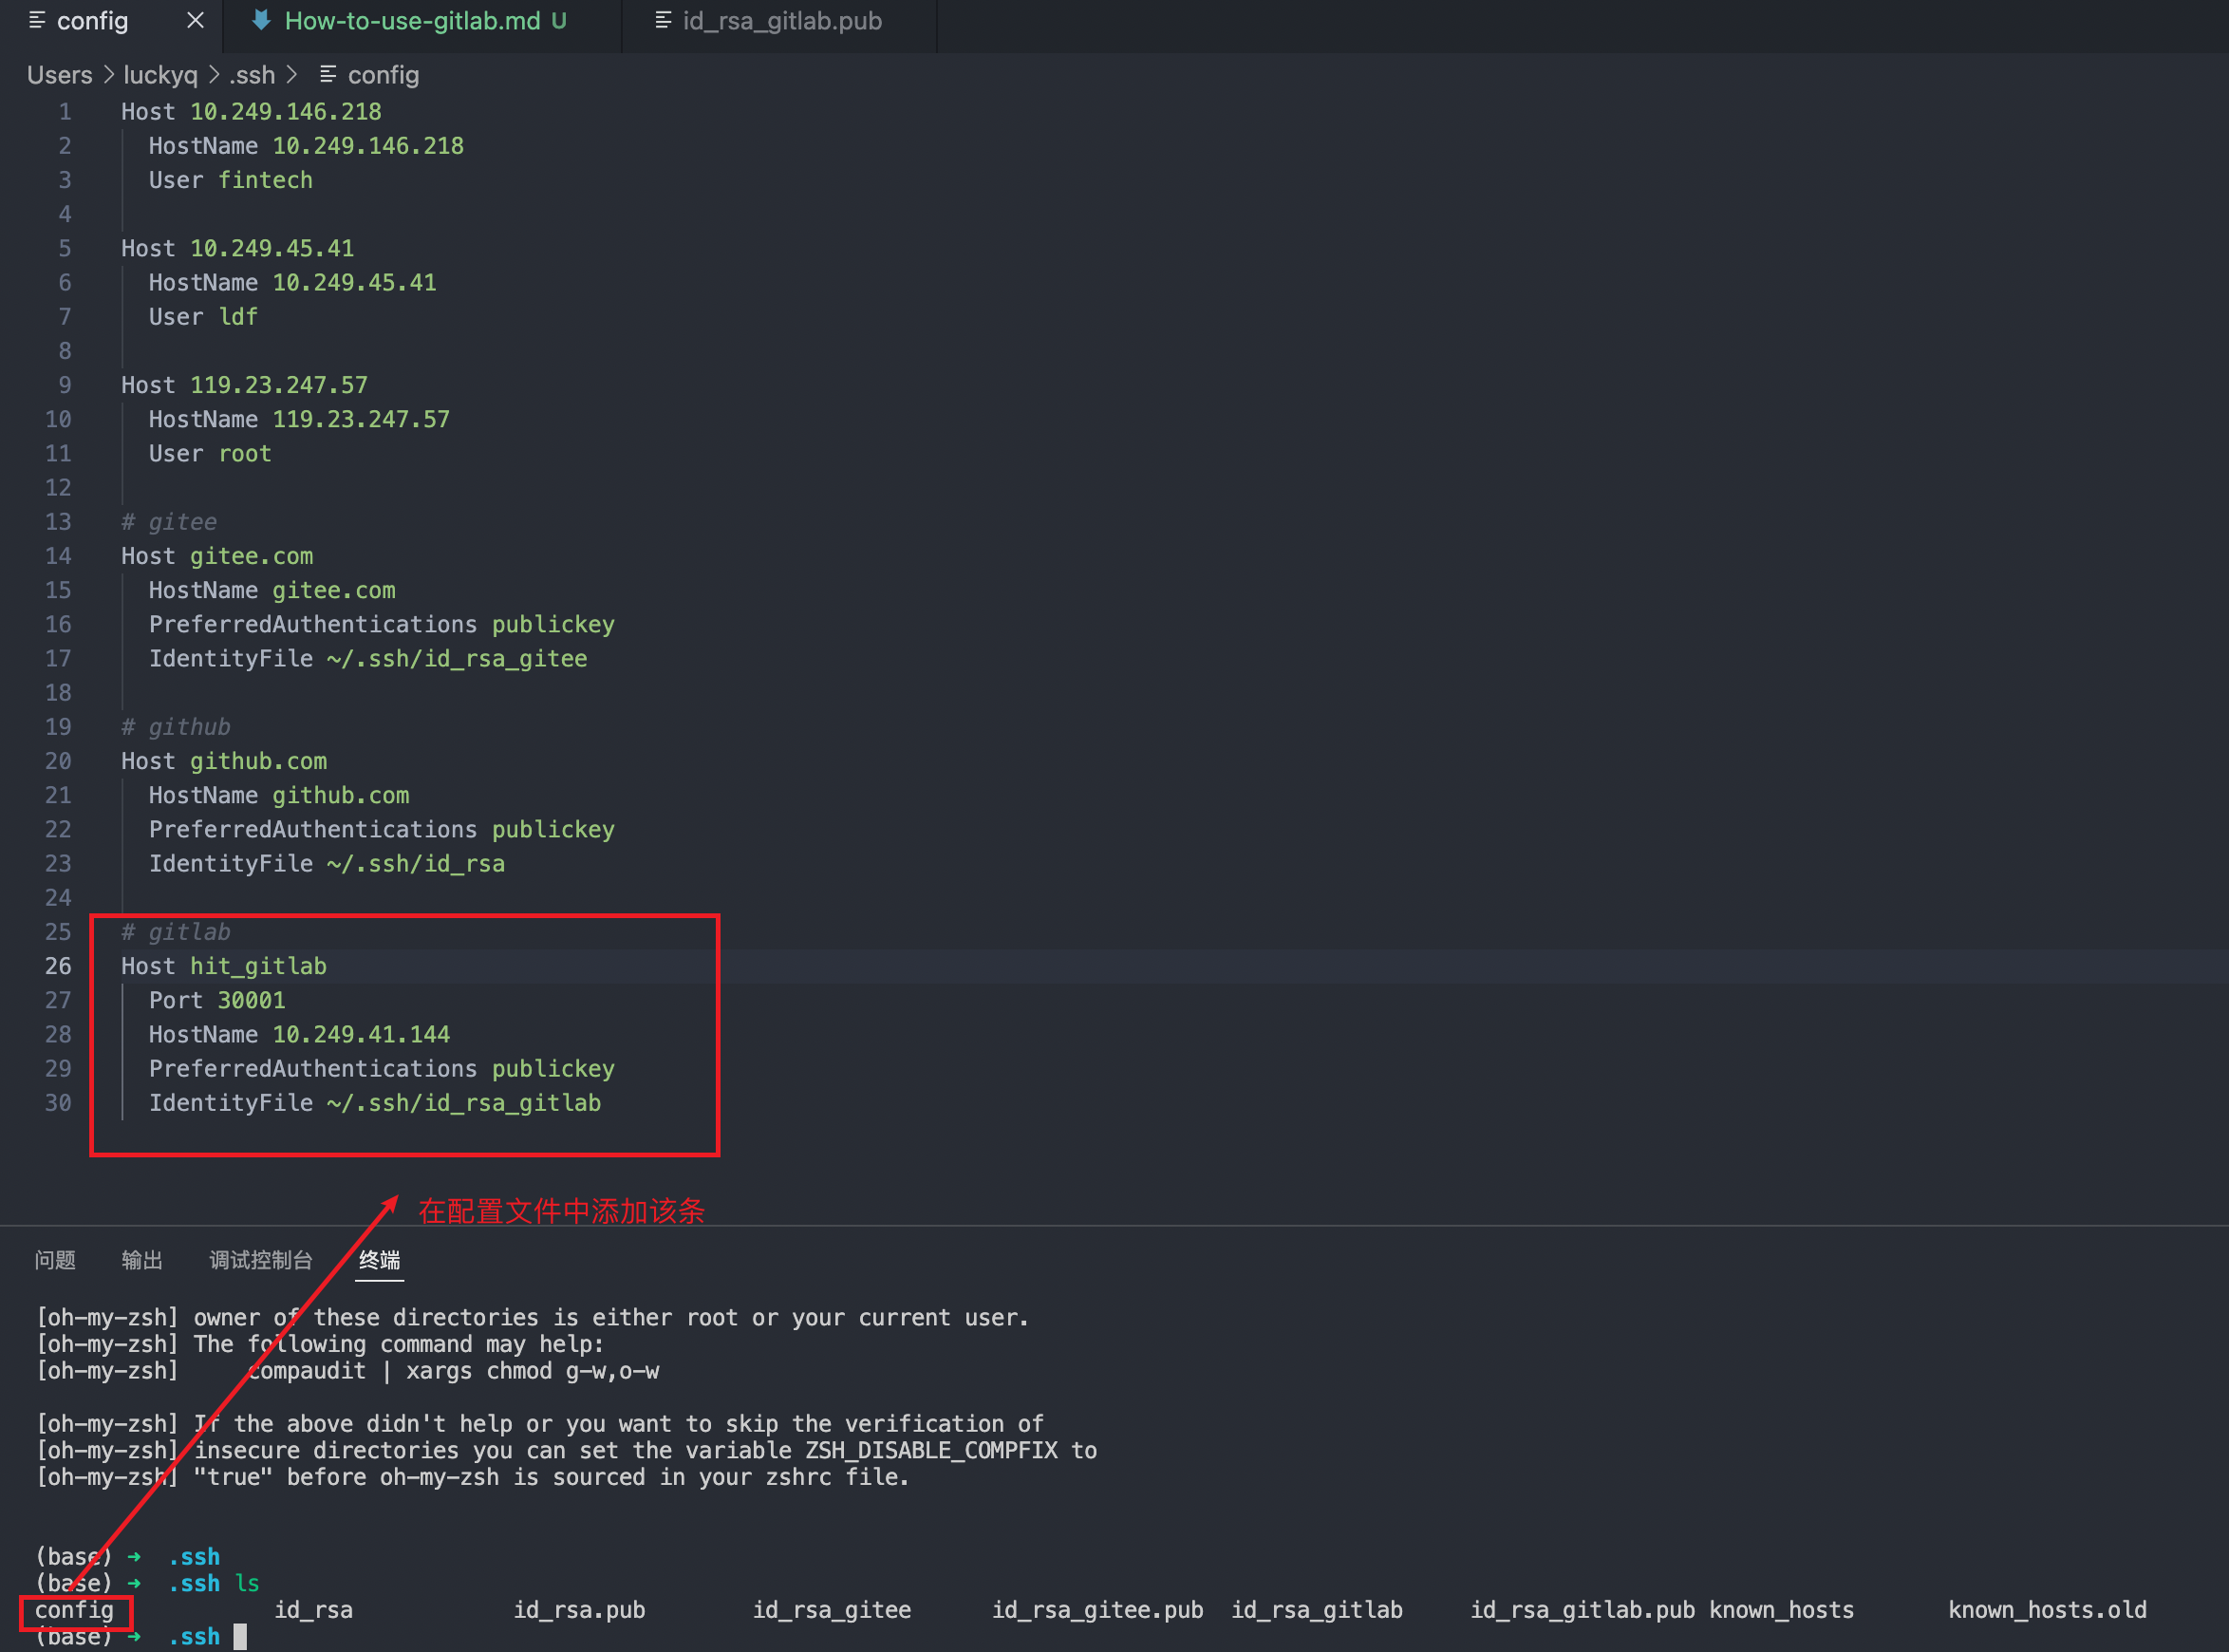 config
How-to-use-gitlab.md U
id_rsa_gitlab.pub
Users > luckyq > .ssh > config
1 Host 10.249.146.218
2 HostName 10.249.146.218
3 User fintech
4
5 Host 10.249.45.41
6 HostName 10.249.45.41
7 User ldf
8
9 Host 119.23.247.57
10 HostName 119.23.247.57
11 User root
12
13 # gitee
14 Host gitee.com
15 HostName gitee.com
16 PreferredAuthentications publickey
17 IdentityFile ~/.ssh/id_rsa_gitee
18
19 # github
20 Host github.com
21 HostName github.com
22 PreferredAuthentications publickey
23 IdentityFile ~/.ssh/id_rsa
24
25 # gitlab
26 Host hit_gitlab
27 Port 30001
28 HostName 10.249.41.144
29 PreferredAuthentications publickey
30 IdentityFile ~/.ssh/id_rsa_gitlab
在配置文件中添加该条
问题 输出 调试控制台 终端
[oh-my-zsh] owner of these directories is either root or your current user.
[oh-my-zsh] The following command may help:
[oh-my-zsh] compaudit | xargs chmod g-w,o-w
[oh-my-zsh] If the above didn't help or you want to skip the verification of
[oh-my-zsh] insecure directories you can set the variable ZSH_DISABLE_COMPFIX to
[oh-my-zsh] "true" before oh-my-zsh is sourced in your zshrc file.
(base) ➜ .ssh
(base) ➜ .ssh ls
config id_rsa id_rsa.pub id_rsa_gitee id_rsa_gitee.pub id_rsa_gitlab id_rsa_gitlab.pub known_hosts known_hosts.old
(base) ➜ .ssh